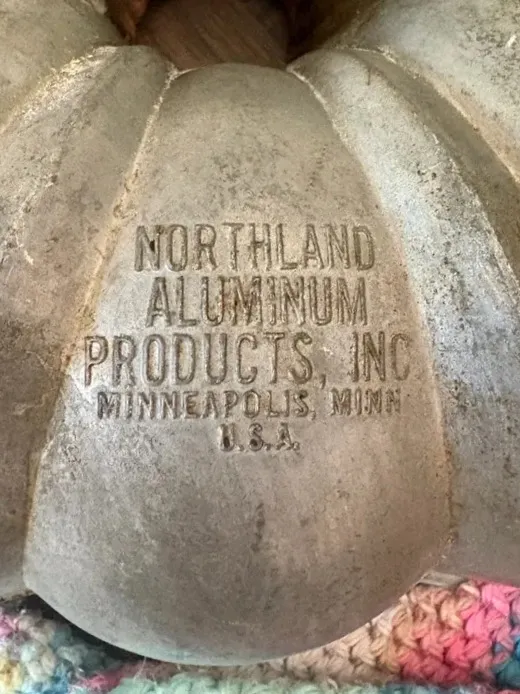 NORTHLAND
ALUMINUM
PRODUCTS, INC
MINNEAPOLIS, MINN
U.S.A.